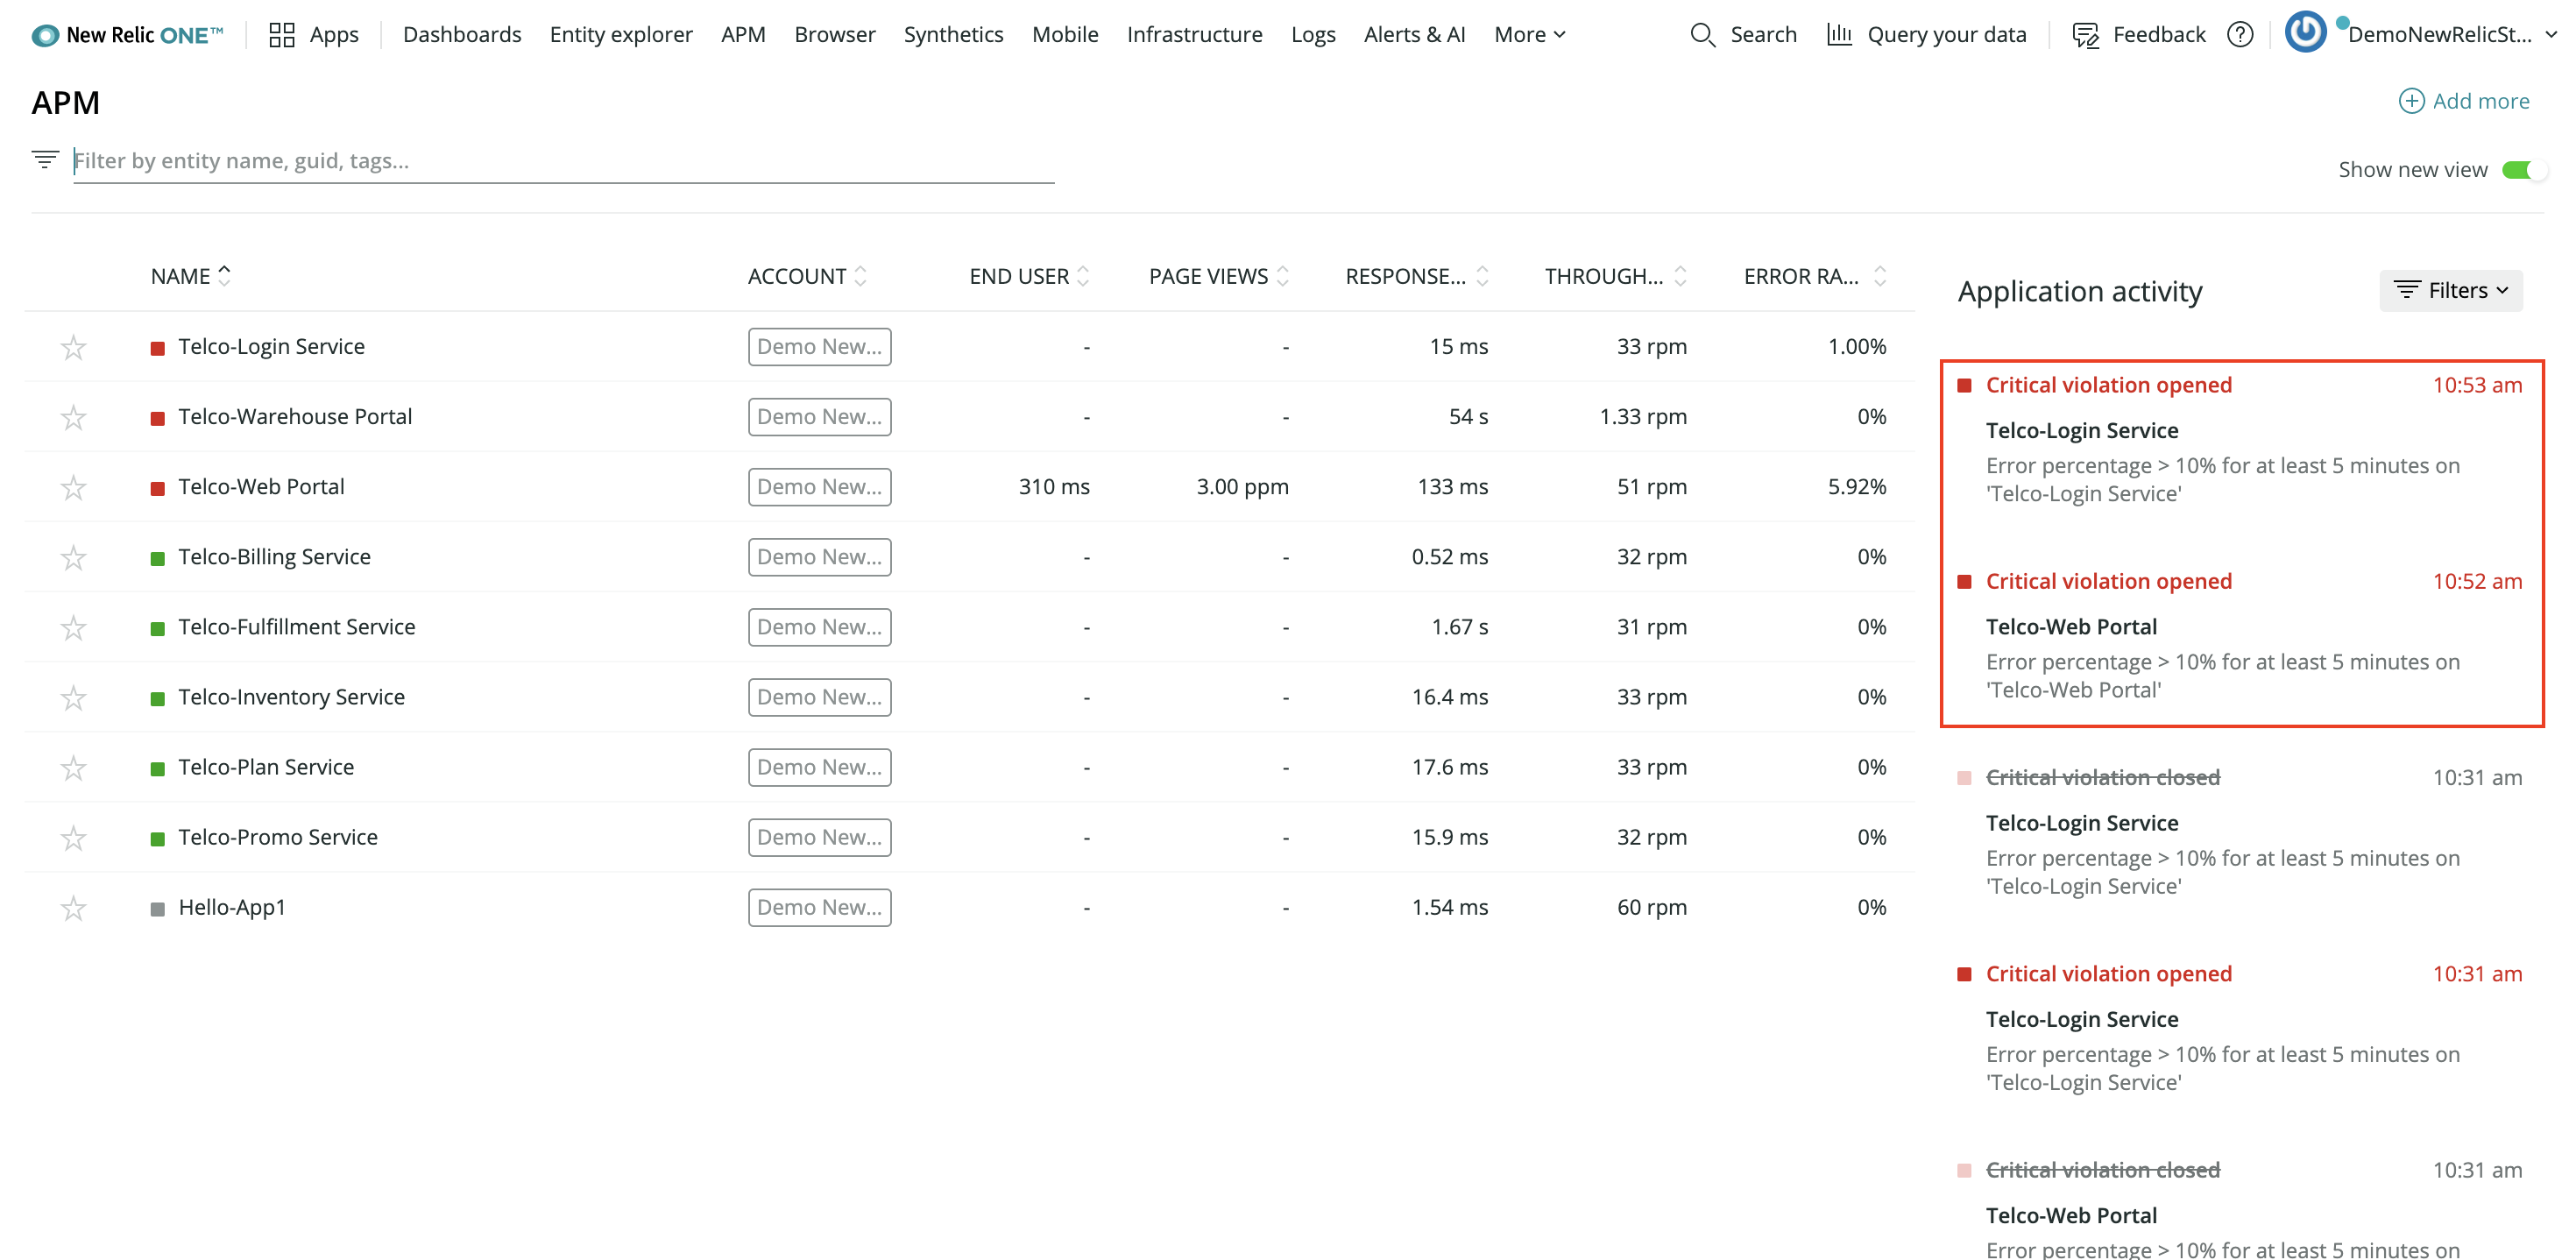 New Relic ONE™ Apps Dashboards Entity explorer APM Browser Synthetics Mobile Infrastructure Logs Alerts & AI More Search Query your data Feedback ? DemoNewRelicSt...
APM
Add more
Filter by entity name, guid, tags...
Show new view
NAME ACCOUNT END USER PAGE VIEWS RESPONSE... THROUGH... ERROR RA...
Telco-Login Service Demo New... - - 15 ms 33 rpm 1.00%
Telco-Warehouse Portal Demo New... - - 54 s 1.33 rpm 0%
Telco-Web Portal Demo New... 310 ms 3.00 ppm 133 ms 51 rpm 5.92%
Telco-Billing Service Demo New... - - 0.52 ms 32 rpm 0%
Telco-Fulfillment Service Demo New... - - 1.67 s 31 rpm 0%
Telco-Inventory Service Demo New... - - 16.4 ms 33 rpm 0%
Telco-Plan Service Demo New... - - 17.6 ms 33 rpm 0%
Telco-Promo Service Demo New... - - 15.9 ms 32 rpm 0%
Hello-App1 Demo New... - - 1.54 ms 60 rpm 0%
Application activity Filters
Critical violation opened 10:53 am
Telco-Login Service
Error percentage > 10% for at least 5 minutes on
'Telco-Login Service'
Critical violation opened 10:52 am
Telco-Web Portal
Error percentage > 10% for at least 5 minutes on
'Telco-Web Portal'
Critical violation closed 10:31 am
Telco-Login Service
Error percentage > 10% for at least 5 minutes on
'Telco-Login Service'
Critical violation opened 10:31 am
Telco-Login Service
Error percentage > 10% for at least 5 minutes on
'Telco-Login Service'
Critical violation closed 10:31 am
Telco-Web Portal
Error percentage > 10% for at least 5 minutes on